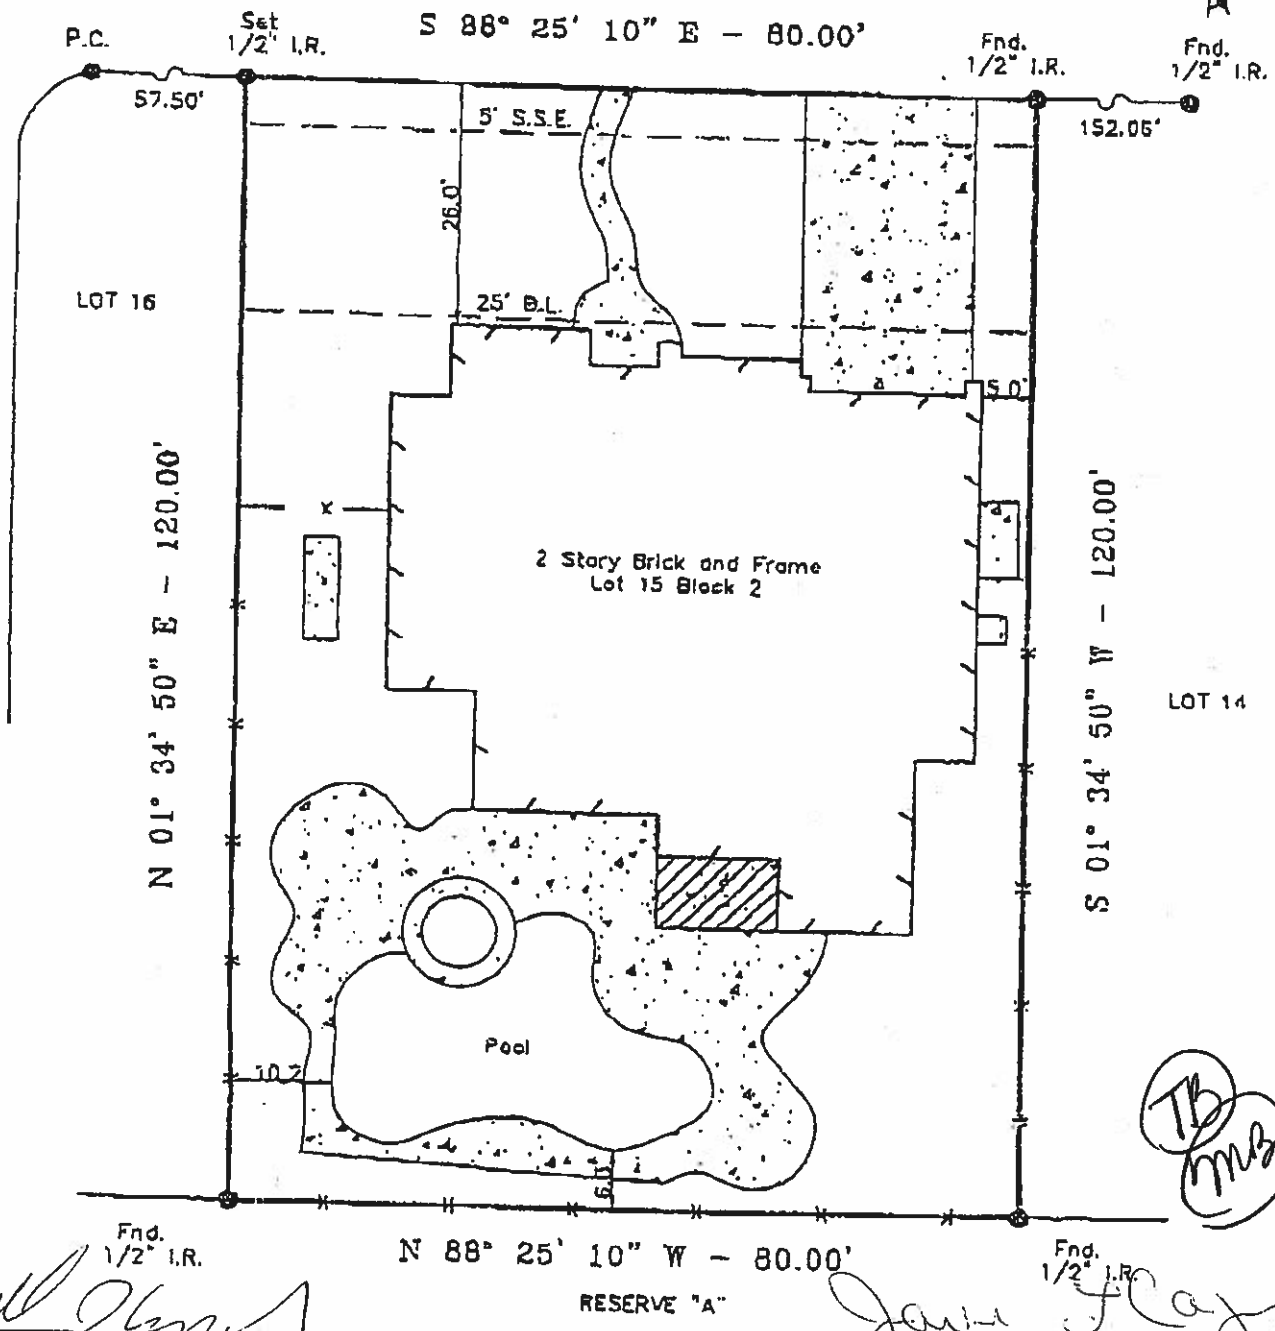 S 88° 25' 10" E - 80.00'
P.C.
Set
1/2" I.R.
Fnd.
1/2" I.R.
Fnd.
1/2" I.R.
57.50'
152.06'
5' S.S.E.
26.0'
LOT 16
25' B.L.
5.0'
N 01° 34' 50" E - 120.00'
x
2 Story Brick and Frame
Lot 15 Block 2
S 01° 34' 50" W - 120.00'
LOT 14
Pool
10.2
TB
MB
Fnd.
1/2" I.R.
N 88° 25' 10" W - 80.00'
Fnd.
1/2" I.R.
RESERVE "A"